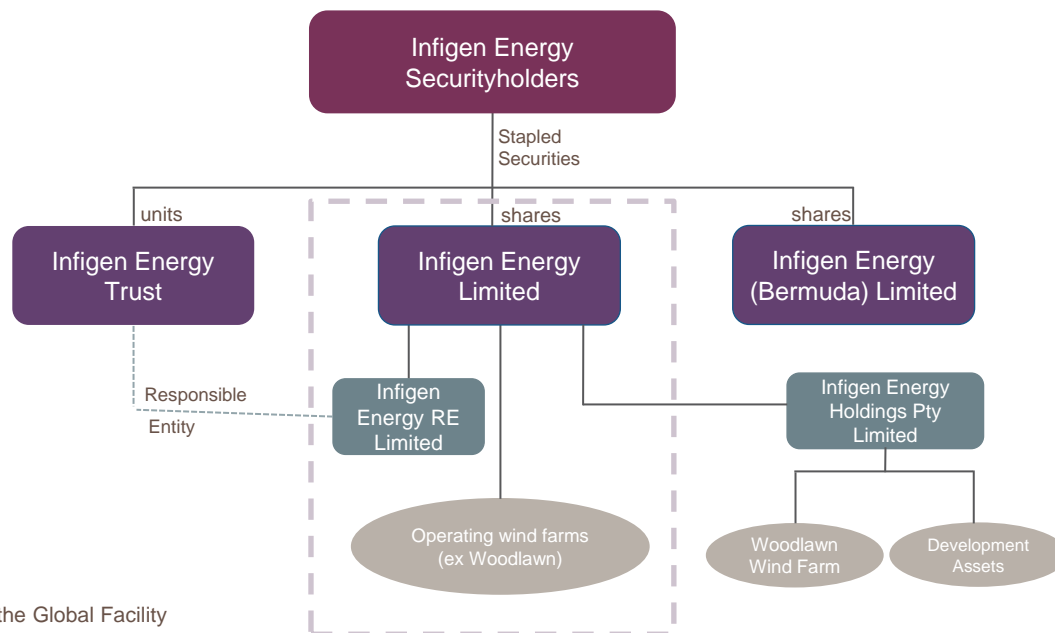 Infigen Energy
Securityholders
Stapled
Securities
units
shares
shares
Infigen Energy
Trust
Infigen Energy
Limited
Infigen Energy
(Bermuda) Limited
Responsible
Entity
Infigen
Energy RE
Limited
Infigen Energy
Holdings Pty
Limited
Operating wind farms
(ex Woodlawn)
Woodlawn
Wind Farm
Development
Assets
the Global Facility